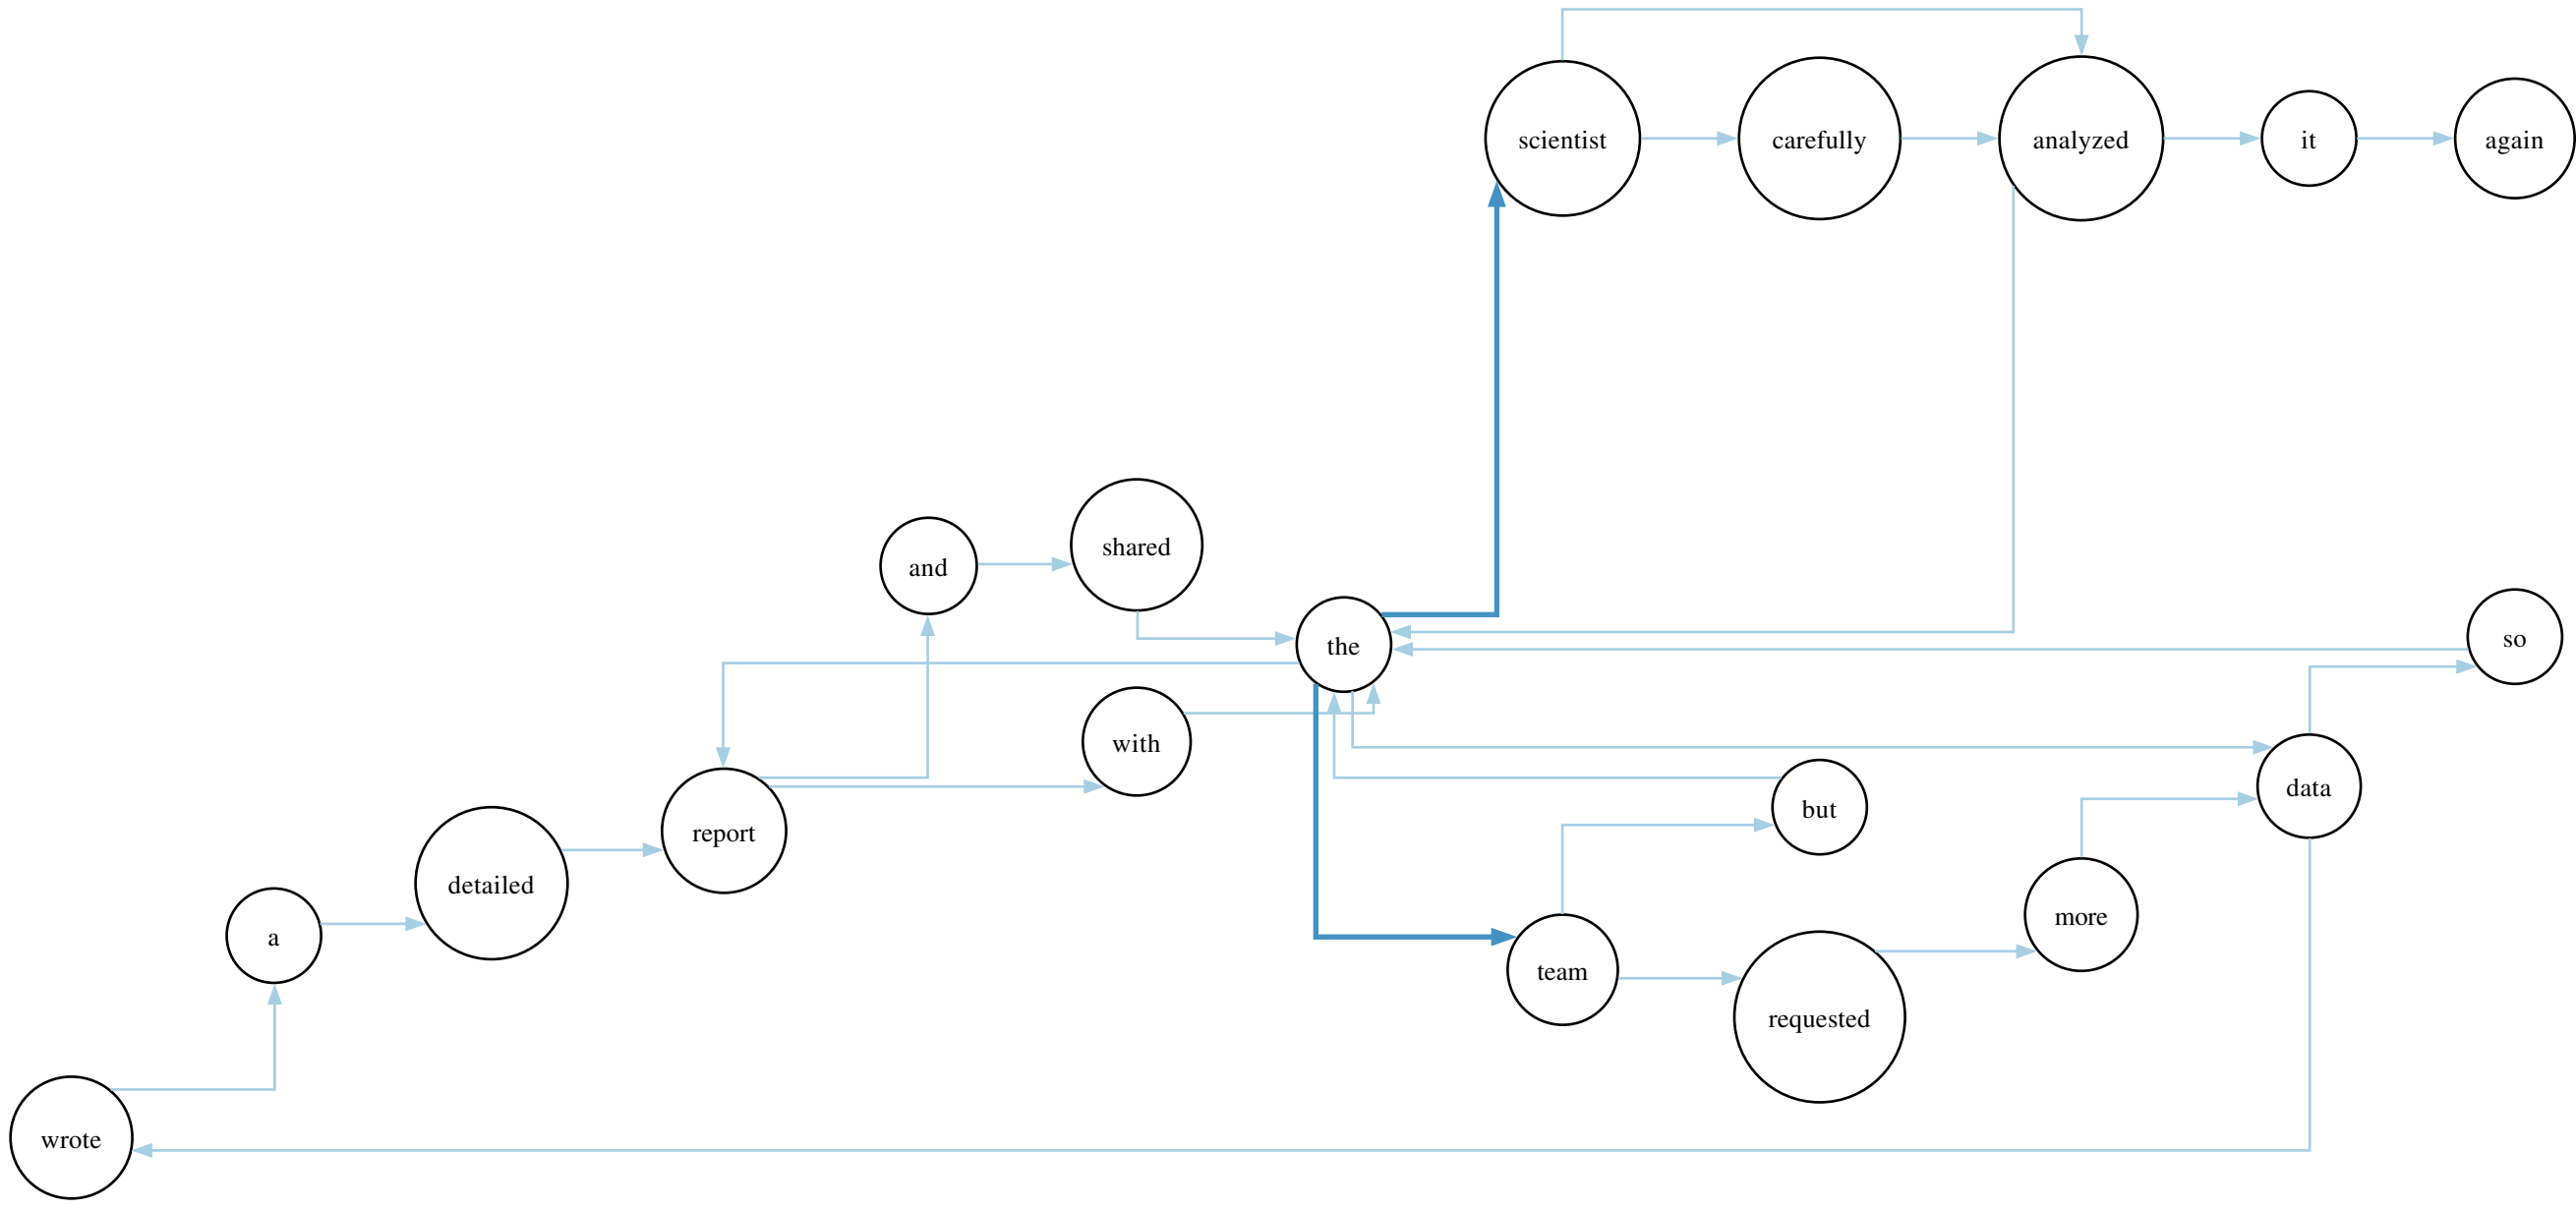 scientist
carefully
analyzed
it
again
and
shared
the
so
with
report
but
data
detailed
a
team
requested
more
wrote